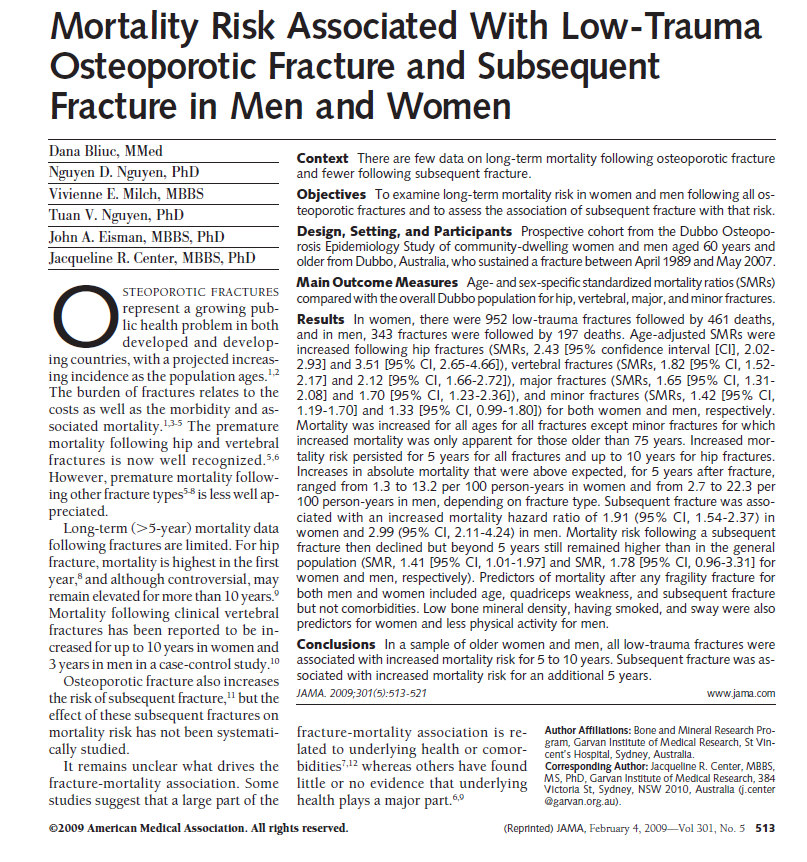 Mortality Risk Associated With Low-Trauma
Osteoporotic Fracture and Subsequent
Fracture in Men and Women
Dana Bliuc, MMed
Nguyen D. Nguyen, PhD
Vivienne E. Milch, MBBS
Tuan V. Nguyen, PhD
John A. Eisman, MBBS, PhD
Jacqueline R. Center, MBBS, PhD
Context There are few data on long-term mortality following osteoporotic fracture
and fewer following subsequent fracture.
Objectives To examine long-term mortality risk in women and men following all os-
teoporotic fractures and to assess the association of subsequent fracture with that risk.
Design, Setting, and Participants Prospective cohort from the Dubbo Osteopo-
rosis Epidemiology Study of community-dwelling women and men aged 60 years and
older from Dubbo, Australia, who sustained a fracture between April 1989 and May 2007.
Main Outcome Measures Age- and sex-specific standardized mortality ratios (SMRs)
compared with the overall Dubbo population for hip, vertebral, major, and minor fractures.
Results In women, there were 952 low-trauma fractures followed by 461 deaths,
and in men, 343 fractures were followed by 197 deaths. Age-adjusted SMRs were
increased following hip fractures (SMRs, 2.43 [95% confidence interval [CI], 2.02-
2.93] and 3.51 [95% CI, 2.65-4.66]), vertebral fractures (SMRs, 1.82 [95% CI, 1.52-
2.17] and 2.12 [95% CI, 1.66-2.72]), major fractures (SMRs, 1.65 [95% CI, 1.31-
2.08] and 1.70 [95% CI, 1.23-2.36]), and minor fractures (SMRs, 1.42 [95% CI,
1.19-1.70] and 1.33 [95% CI, 0.99-1.80]) for both women and men, respectively.
Mortality was increased for all ages for all fractures except minor fractures for which
increased mortality was only apparent for those older than 75 years. Increased mor-
tality risk persisted for 5 years for all fractures and up to 10 years for hip fractures.
Increases in absolute mortality that were above expected, for 5 years after fracture,
ranged from 1.3 to 13.2 per 100 person-years in women and from 2.7 to 22.3 per
100 person-years in men, depending on fracture type. Subsequent fracture was asso-
ciated with an increased mortality hazard ratio of 1.91 (95% CI, 1.54-2.37) in
women and 2.99 (95% CI, 2.11-4.24) in men. Mortality risk following a subsequent
fracture then declined but beyond 5 years still remained higher than in the general
population (SMR, 1.41 [95% CI, 1.01-1.97] and SMR, 1.78 [95% CI, 0.96-3.31] for
women and men, respectively). Predictors of mortality after any fragility fracture for
both men and women included age, quadriceps weakness, and subsequent fracture
but not comorbidities. Low bone mineral density, having smoked, and sway were also
predictors for women and less physical activity for men.
Conclusions In a sample of older women and men, all low-trauma fractures were
associated with increased mortality risk for 5 to 10 years. Subsequent fracture was as-
sociated with increased mortality risk for an additional 5 years.
JAMA. 2009;301(5):513-521
www.jama.com
OSTEOPOROTIC FRACTURES
represent a growing pub-
lic health problem in both
developed and develop-
ing countries, with a projected increas-
ing incidence as the population ages.1,2
The burden of fractures relates to the
costs as well as the morbidity and as-
sociated mortality.1,3-5 The premature
mortality following hip and vertebral
fractures is now well recognized.5,6
However, premature mortality follow-
ing other fracture types5-8 is less well ap-
preciated.
Long-term (>5-year) mortality data
following fractures are limited. For hip
fracture, mortality is highest in the first
year,8 and although controversial, may
remain elevated for more than 10 years.9
Mortality following clinical vertebral
fractures has been reported to be in-
creased for up to 10 years in women and
3 years in men in a case-control study.10
Osteoporotic fracture also increases
the risk of subsequent fracture,11 but the
effect of these subsequent fractures on
mortality risk has not been systemati-
cally studied.
It remains unclear what drives the
fracture-mortality association. Some
studies suggest that a large part of the
fracture-mortality association is re-
lated to underlying health or comor-
bidities7,12 whereas others have found
little or no evidence that underlying
health plays a major part.6,9
Author Affiliations: Bone and Mineral Research Pro-
gram, Garvan Institute of Medical Research, St Vin-
cent's Hospital, Sydney, Australia.
Corresponding Author: Jacqueline R. Center, MBBS,
MS, PhD, Garvan Institute of Medical Research, 384
Victoria St, Sydney, NSW 2010, Australia (j.center
@garvan.org.au).
©2009 American Medical Association. All rights reserved.
(Reprinted) JAMA, February 4, 2009—Vol 301, No. 5 513